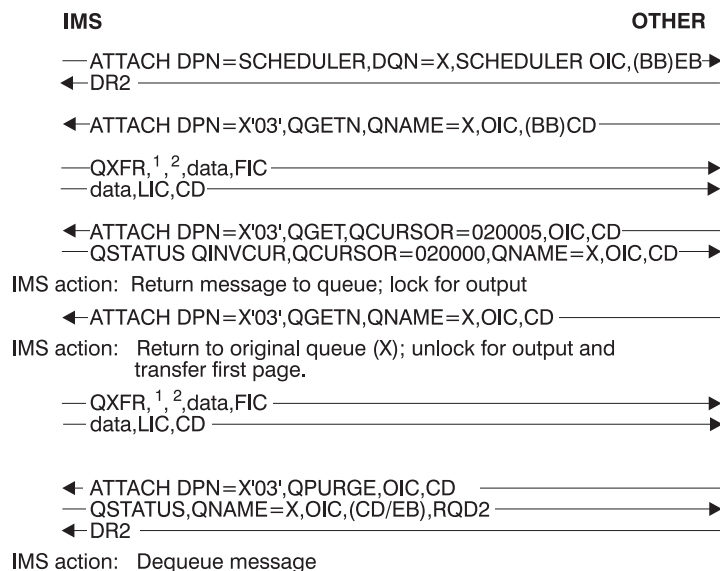 IMS OTHER
ATTACH DPN=SCHEDULER,DQN=X,SCHEDULER OIC,(BB)EB
DR2
ATTACH DPN=X'03',QGETN,QNAME=X,OIC,(BB)CD
QXFR,1,2,data,FIC
data,LIC,CD
ATTACH DPN=X'03',QGET,QCURSOR=020005,OIC,CD
QSTATUS QINVCUR,QCURSOR=020000,QNAME=X,OIC,CD
IMS action: Return message to queue; lock for output
ATTACH DPN=X'03',QGETN,QNAME=X,OIC,CD
IMS action: Return to original queue (X); unlock for output and
transfer first page.
QXFR,1,2,data,FIC
data,LIC,CD
ATTACH DPN=X'03',QPURGE,OIC,CD
QSTATUS,QNAME=X,OIC,(CD/EB),RQD2
DR2
IMS action: Dequeue message